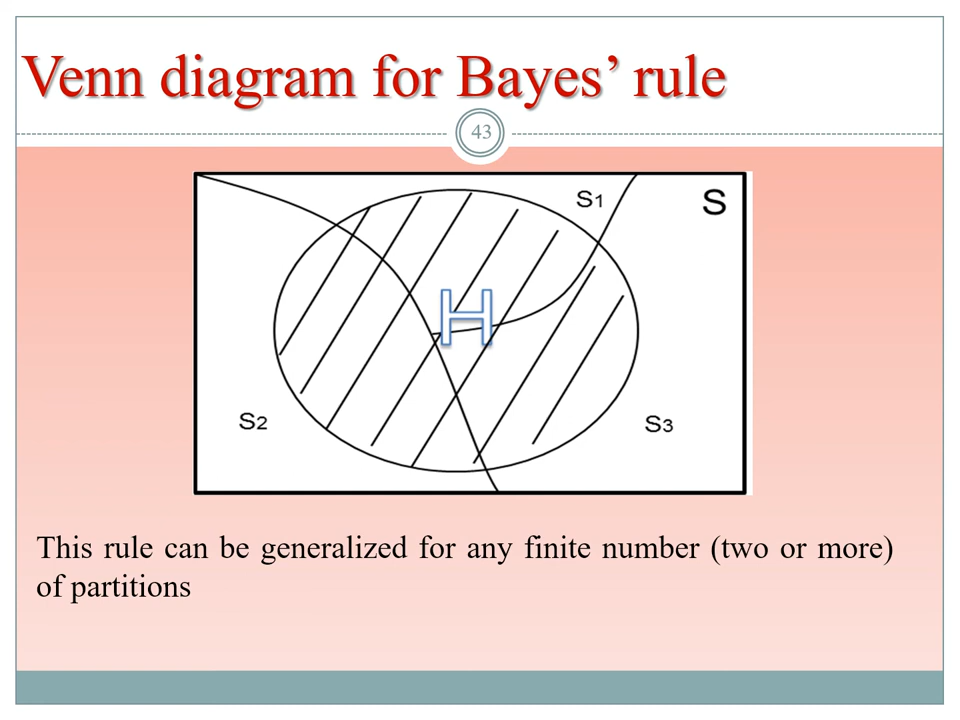 Venn diagram for Bayes’ rule
43
S1
S
H
S2
S3
This rule can be generalized for any finite number (two or more)
of partitions